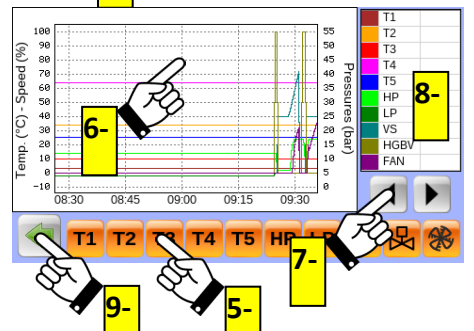 Temp. (°C) - Speed (%)
100
90
80
70
60
50
40
30
20
10
0
-10
08:30 08:45 09:00 09:15 09:30
55
50
45
40
35
30
25
20
15
10
5
0
Pressures (bar)
T1
T2
T3
T4
T5
HP
LP
VS
HGBV
FAN
8-
6-
T1 T2 T3 T4 T5 HP
7-
9-
5-